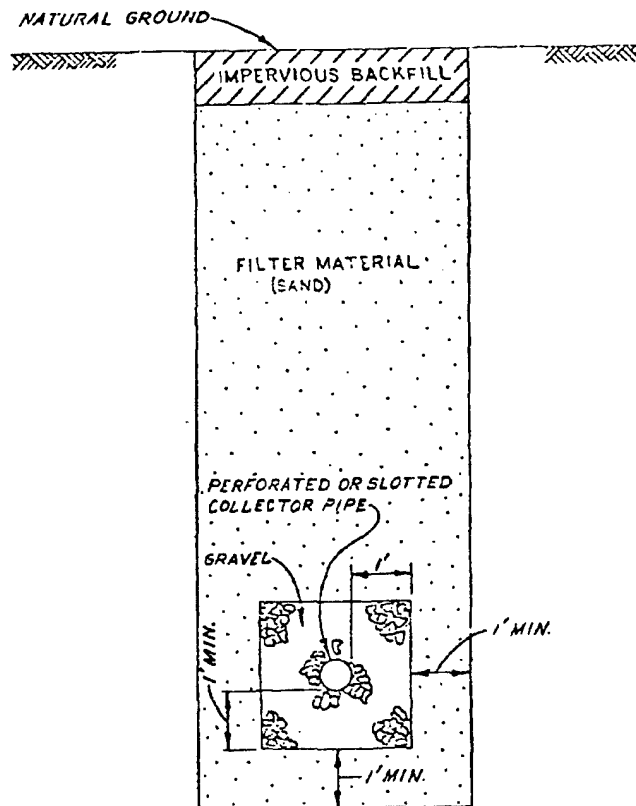 NATURAL GROUND
IMPERVIOUS BACKFILL
FILTER MATERIAL
(SAND)
PERFORATED OR SLOTTED
COLLECTOR PIPE
GRAVEL
1'
1' MIN.
1' MIN.
1' MIN.